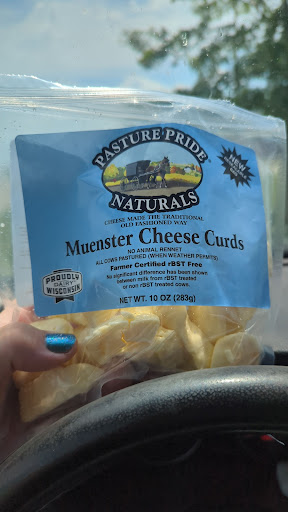 PASTURE PRIDE
NATURALS
NEW
CHEESE MADE THE TRADITIONAL
OLD FASHIONED WAY
Muenster Cheese Curds
NO ANIMAL RENNET
ALL COWS PASTURED (WHEN WEATHER PERMITS)
Farmer Certified rBST Free
No significant difference has been shown
between milk from rBST treated
or non rBST treated cows.
PROUDLY
WISCONSIN
DAIRY
NET WT. 10 OZ (283g)